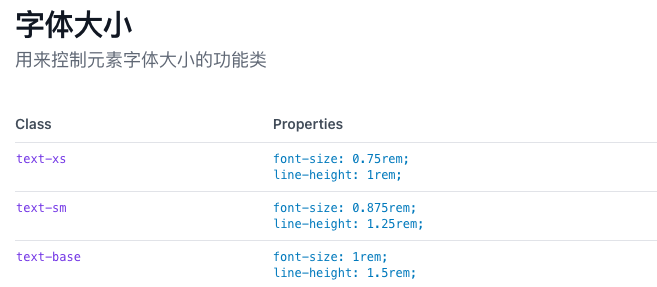 字体大小
用来控制元素字体大小的功能类
Class Properties
text-xs font-size: 0.75rem;
line-height: 1rem;
text-sm font-size: 0.875rem;
line-height: 1.25rem;
text-base font-size: 1rem;
line-height: 1.5rem;